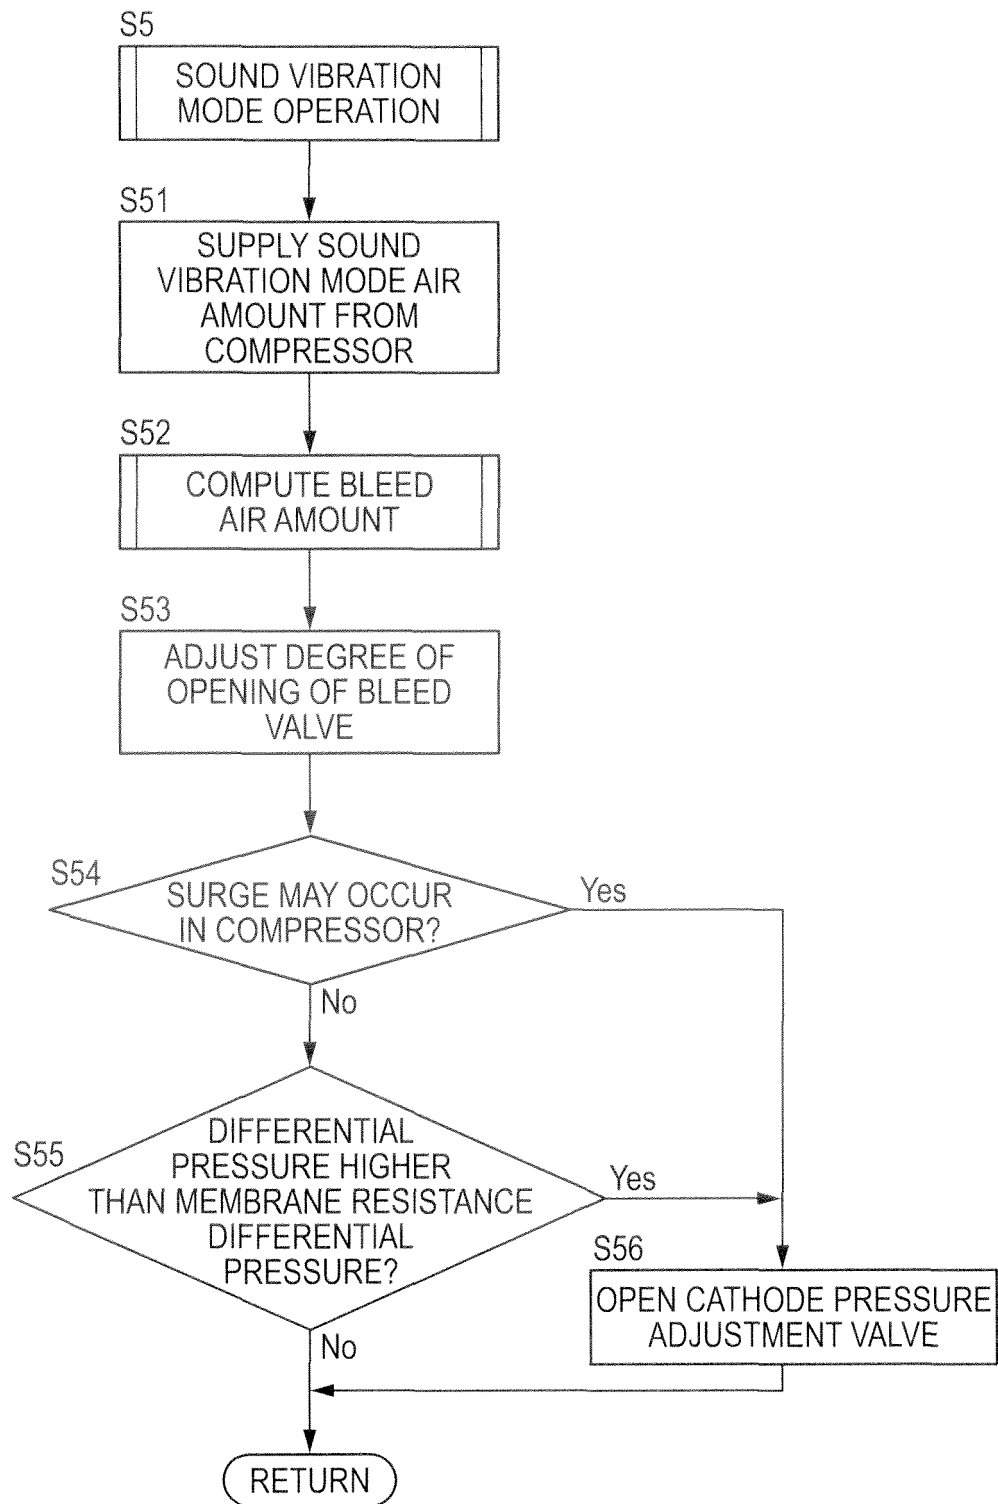 S5
SOUND VIBRATION
MODE OPERATION
S51
SUPPLY SOUND
VIBRATION MODE AIR
AMOUNT FROM
COMPRESSOR
S52
COMPUTE BLEED
AIR AMOUNT
S53
ADJUST DEGREE OF
OPENING OF BLEED
VALVE
S54
SURGE MAY OCCUR
IN COMPRESSOR?
Yes
No
S55
DIFFERENTIAL
PRESSURE HIGHER
THAN MEMBRANE RESISTANCE
DIFFERENTIAL
PRESSURE?
Yes
S56
OPEN CATHODE PRESSURE
ADJUSTMENT VALVE
No
RETURN